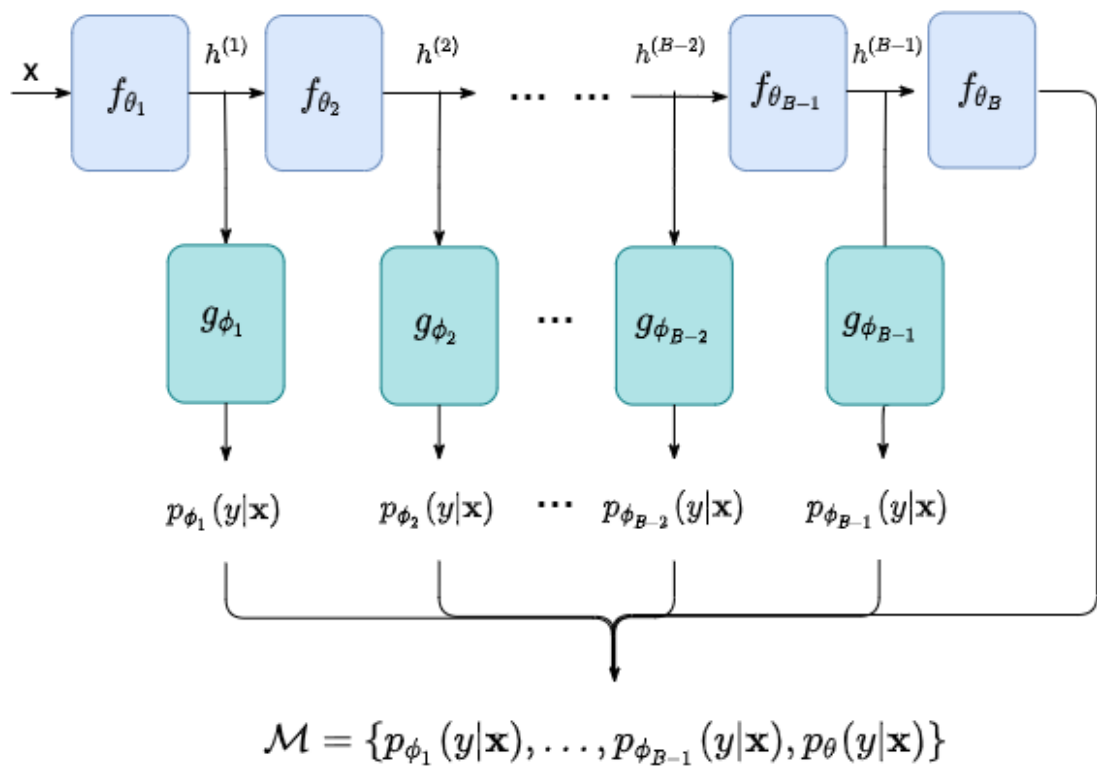 x h^{(1)} h^{(2)} h^{(B−2)} h^{(B−1)}
f_{θ_1} f_{θ_2} ... ... f_{θ_{B−1}} f_{θ_B}
g_{ϕ_1} g_{ϕ_2} ... g_{ϕ_{B−2}} g_{ϕ_{B−1}}
p_{ϕ_1}(y|x) p_{ϕ_2}(y|x) ... p_{ϕ_{B−2}}(y|x) p_{ϕ_{B−1}}(y|x)
ℳ = {p_{ϕ_1}(y|x), ..., p_{ϕ_{B−1}}(y|x), p_θ(y|x)}